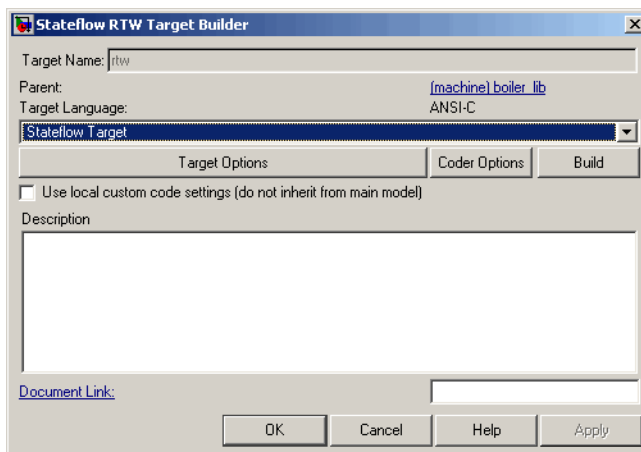 Stateflow RTW Target Builder
Target Name: rtw
Parent: (machine) boiler_lib
Target Language: ANSI-C
Stateflow Target
Target Options Coder Options Build
Use local custom code settings (do not inherit from main model)
Description
Document Link:
OK Cancel Help Apply